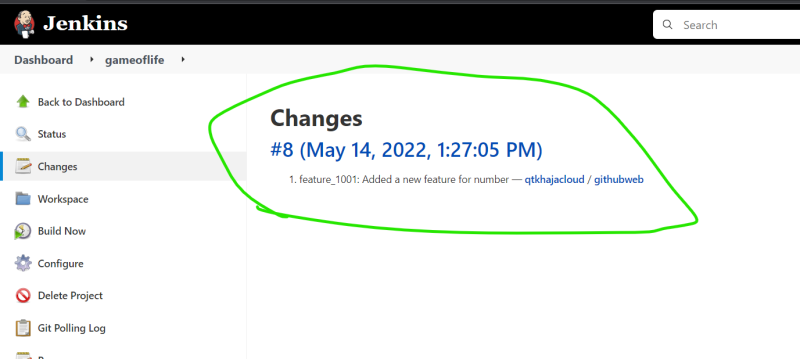 Jenkins
Search
Dashboard
gameoflife
Back to Dashboard
Status
Changes
Workspace
Build Now
Configure
Delete Project
Git Polling Log
Changes
#8 (May 14, 2022, 1:27:05 PM)
1. feature_1001: Added a new feature for number — qtkhajacloud / githubweb